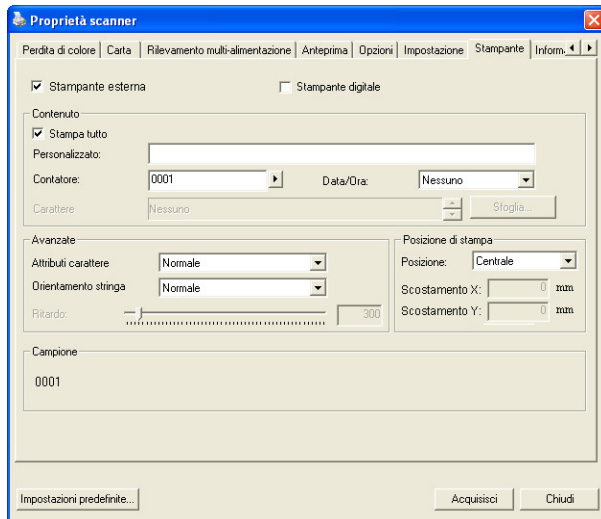 Proprietà scanner
Perdita di colore Carta Rilevamento multi-alimentazione Anteprima Opzioni Impostazione Stampante Inform
Stampante esterna Stampante digitale
Contenuto
Stampa tutto
Personalizzato:
Contatore: 0001 Data/Ora: Nessuno
Carattere Nessuno Sfoglia...
Avanzate Posizione di stampa
Attributi carattere Normale Posizione: Centrale
Orientamento stringa Normale Scostamento X: 0 mm
Ritardo: 300 Scostamento Y: 0 mm
Campione
0001
Impostazioni predefinite... Acquisisci Chiudi